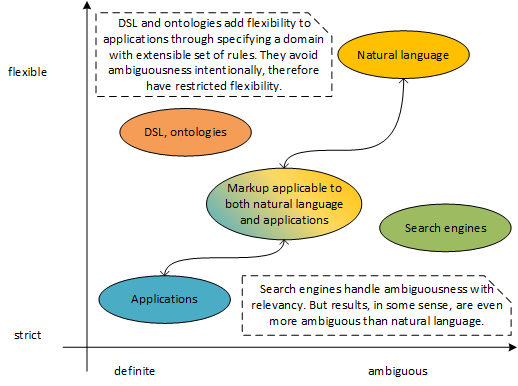 DSL and ontologies add flexibility to
applications through specifying a domain
with extensible set of rules. They avoid
ambiguousness intentionally, therefore
have restricted flexibility.
Natural language
flexible
DSL, ontologies
Markup applicable to
both natural language
and applications
Search engines
Applications
Search engines handle ambiguousness with
relevancy. But results, in some sense, are even
more ambiguous than natural language.
strict
definite
ambiguous